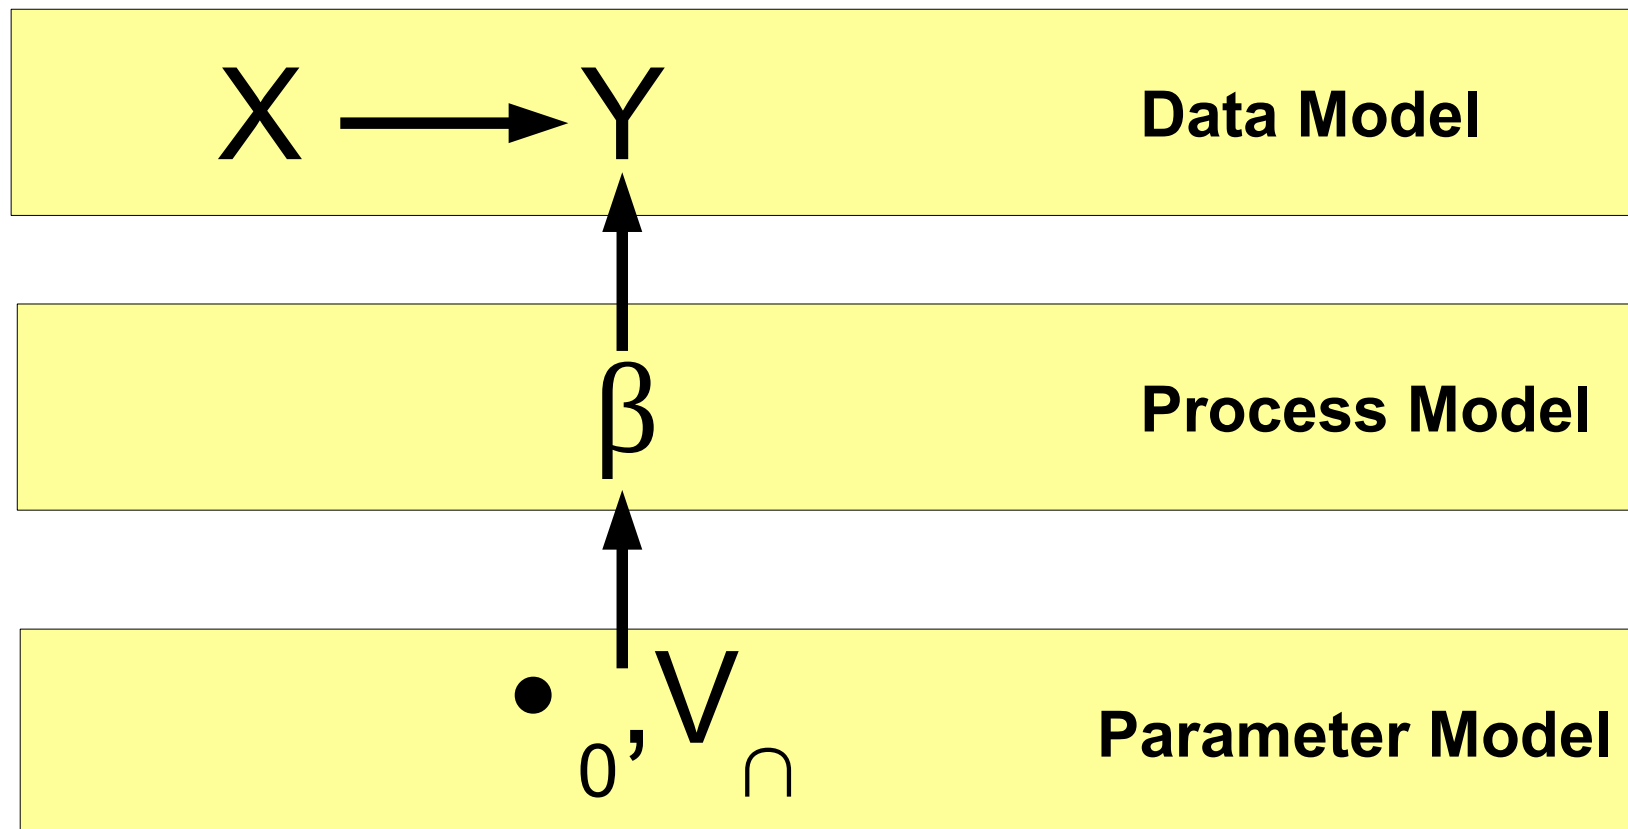 X Y Data Model
β Process Model
•₀,V∩ Parameter Model